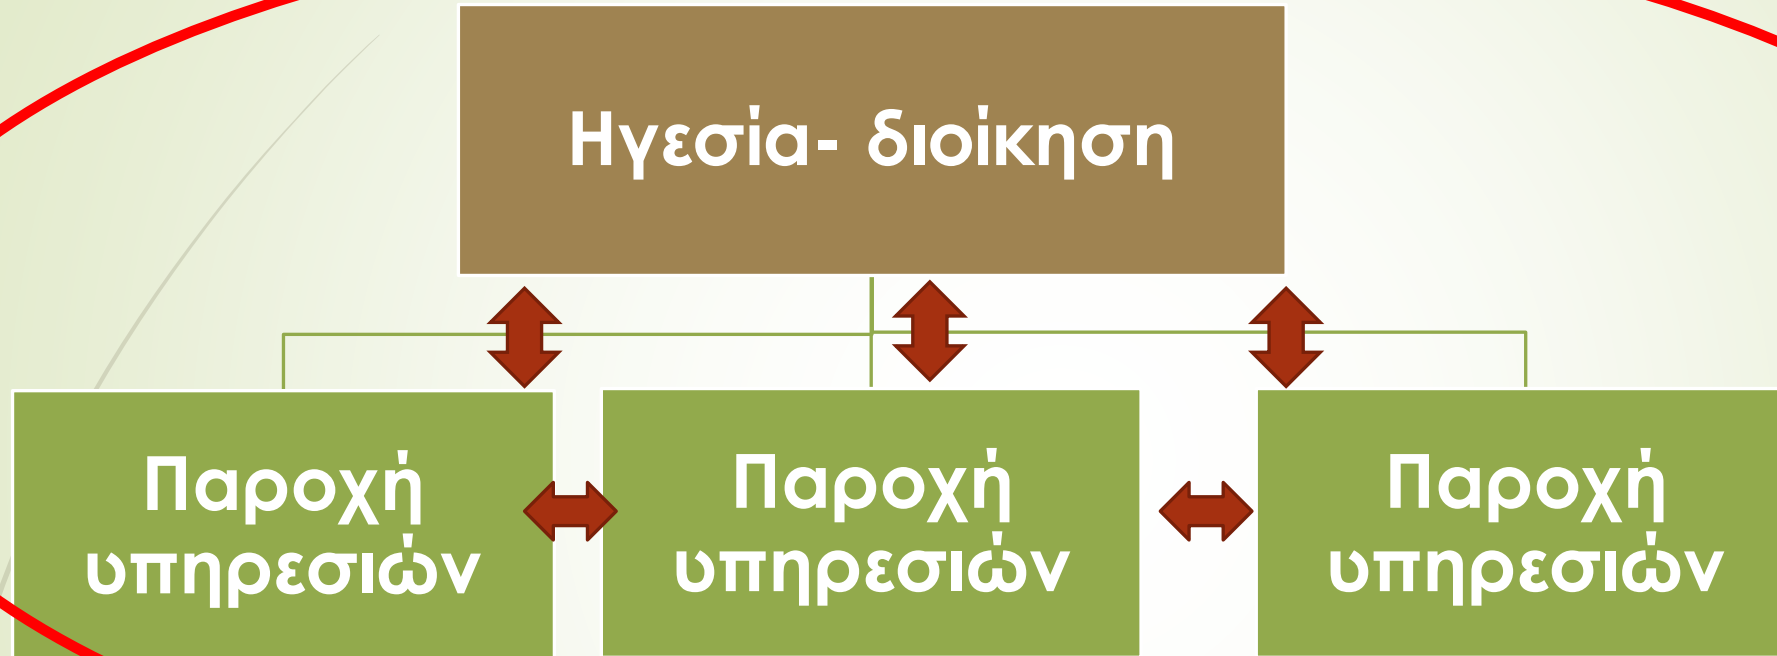 Ηγεσία- διοίκηση
Παροχή
υπηρεσιών
Παροχή
υπηρεσιών
Παροχή
υπηρεσιών